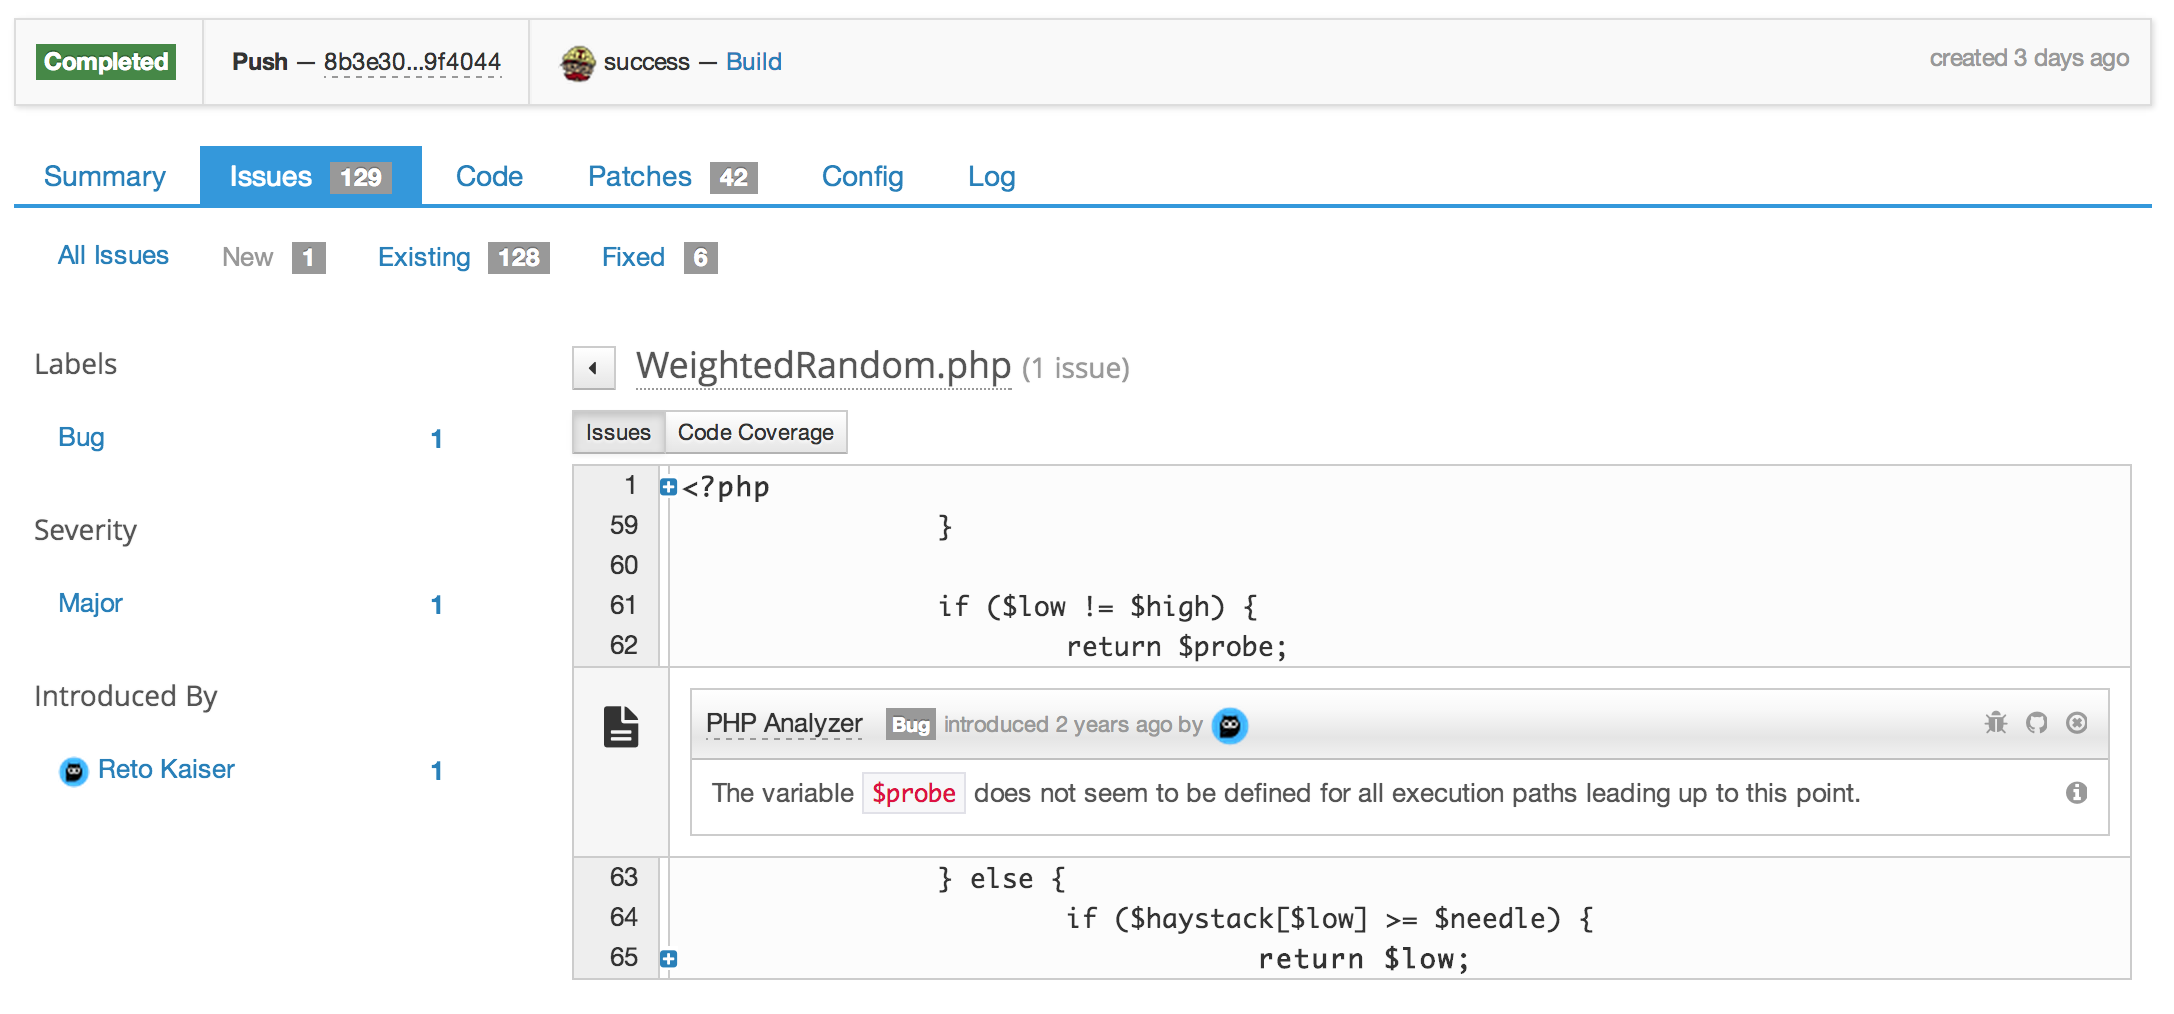 Completed Push — 8b3e30...9f4044 success — Build created 3 days ago
Summary Issues 129 Code Patches 42 Config Log
All Issues New 1 Existing 128 Fixed 6
Labels
Bug 1
Severity
Major 1
Introduced By
Reto Kaiser 1
WeightedRandom.php (1 issue)
Issues Code Coverage
1 <?php
59 }
60
61 if ($low != $high) {
62 return $probe;
PHP Analyzer Bug introduced 2 years ago by
The variable $probe does not seem to be defined for all execution paths leading up to this point.
63 } else {
64 if ($haystack[$low] >= $needle) {
65 return $low;